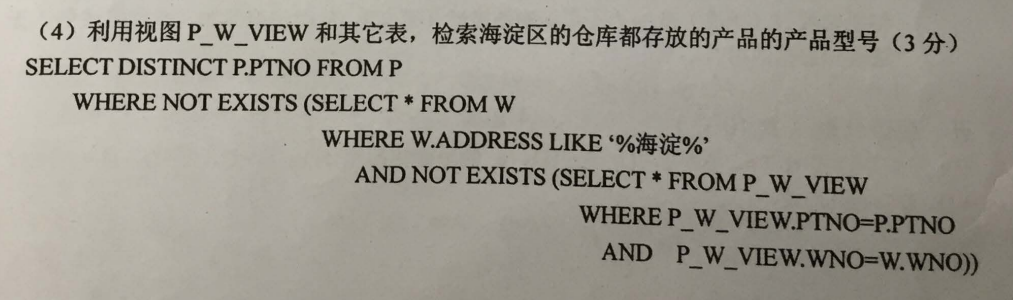 （4）利用视图 P_W_VIEW 和其它表，检索海淀区的仓库都存放的产品的产品型号（3 分）
SELECT DISTINCT P.PTNO FROM P
WHERE NOT EXISTS (SELECT * FROM W
WHERE W.ADDRESS LIKE ‘%海淀%’
AND NOT EXISTS (SELECT * FROM P_W_VIEW
WHERE P_W_VIEW.PTNO=P.PTNO
AND P_W_VIEW.WNO=W.WNO))